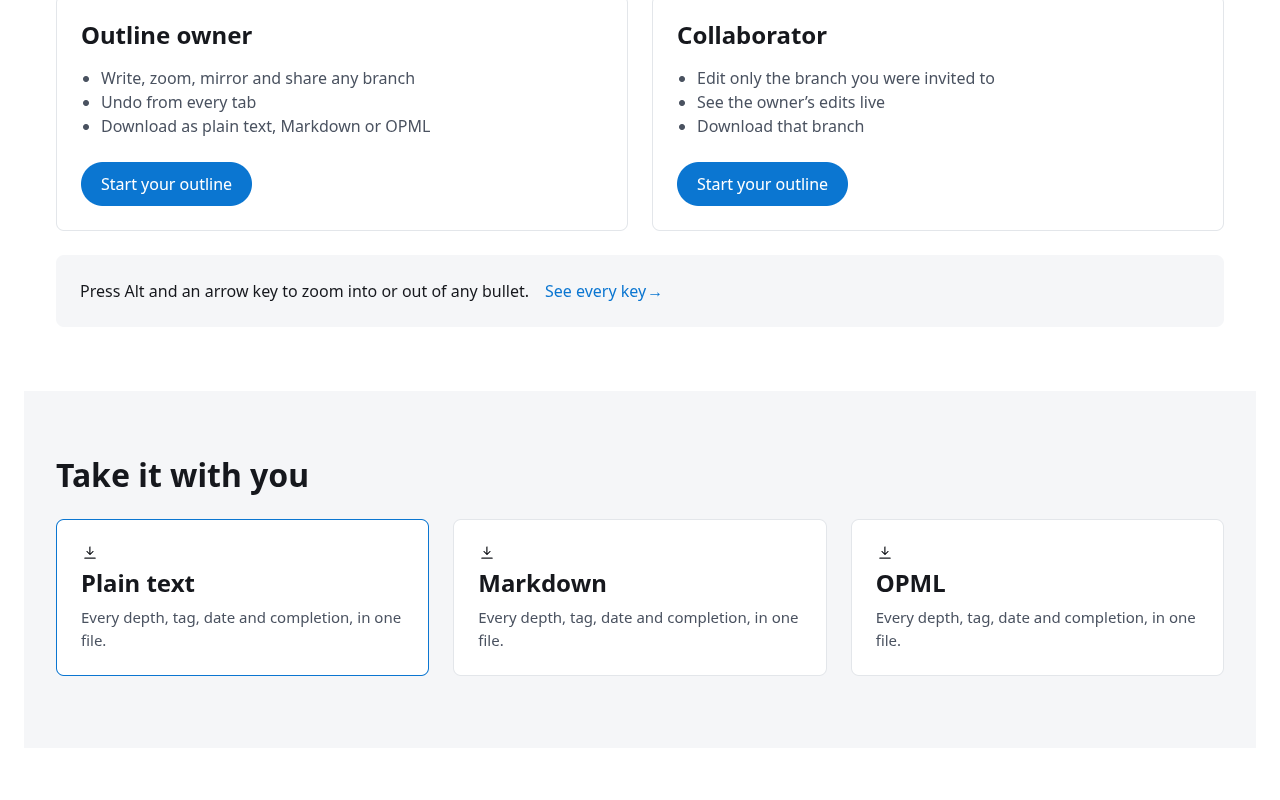 Outline owner
Write, zoom, mirror and share any branch
Undo from every tab
Download as plain text, Markdown or OPML
Start your outline
Collaborator
Edit only the branch you were invited to
See the owner’s edits live
Download that branch
Start your outline
Press Alt and an arrow key to zoom into or out of any bullet. See every key→
Take it with you
Plain text
Every depth, tag, date and completion, in one
file.
Markdown
Every depth, tag, date and completion, in one
file.
OPML
Every depth, tag, date and completion, in one
file.